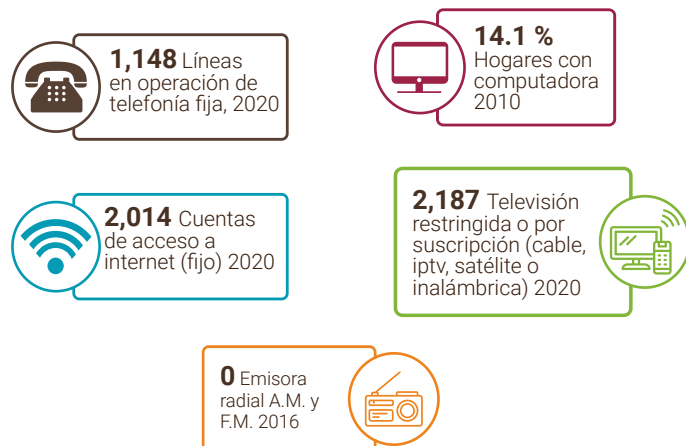 1,148 Líneas
en operación de
telefonía fija, 2020
14.1 %
Hogares con
computadora
2010
2,014 Cuentas
de acceso a
internet (fijo) 2020
2,187 Televisión
restringida o por
suscripción (cable,
iptv, satélite o
inalámbrica) 2020
0 Emisora
radial A.M. y
F.M. 2016